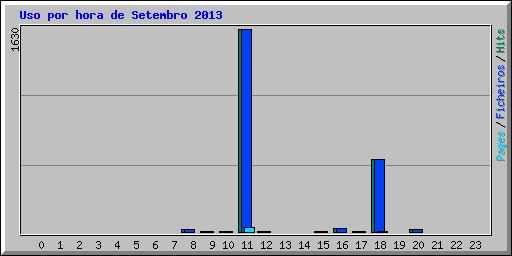 Uso por hora de Setembro 2013
1630
Pages/Ficheiros/Hits
0 1 2 3 4 5 6 7 8 9 10 11 12 13 14 15 16 17 18 19 20 21 22 23